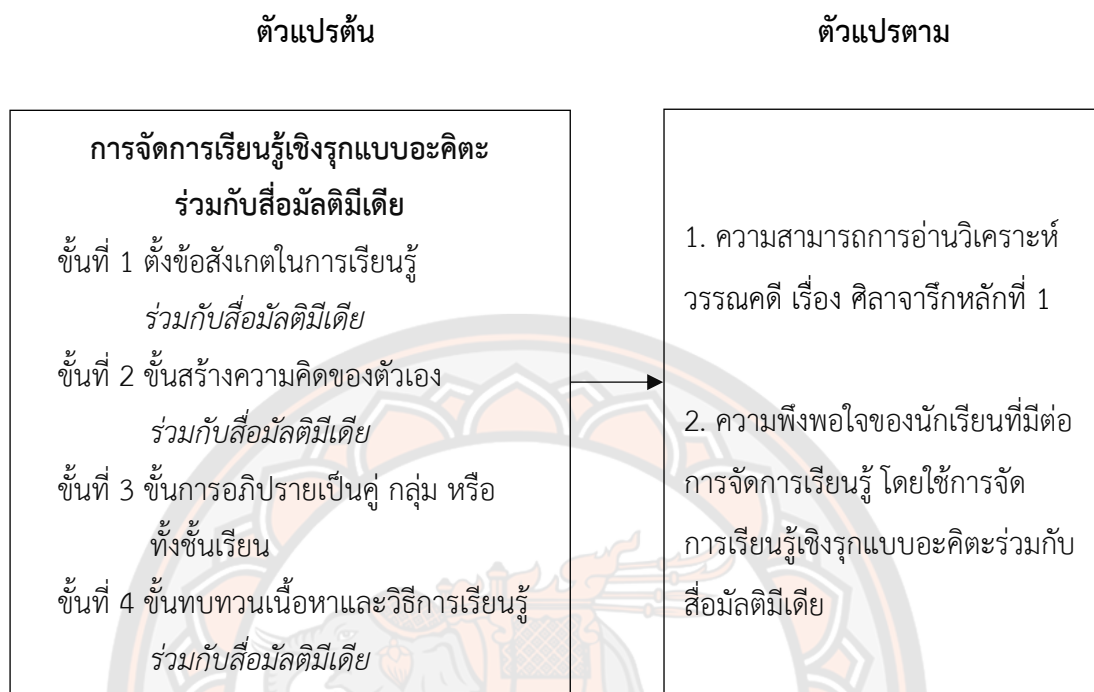 ตัวแปรต้น
ตัวแปรตาม
การจัดการเรียนรู้เชิงรุกแบบอะคิตะ
ร่วมกับสื่อมัลติมีเดีย
ขั้นที่ 1 ตั้งข้อสังเกตในการเรียนรู้
ร่วมกับสื่อมัลติมีเดีย
ขั้นที่ 2 ขั้นสร้างความคิดของตัวเอง
ร่วมกับสื่อมัลติมีเดีย
ขั้นที่ 3 ขั้นการอภิปรายเป็นคู่ กลุ่ม หรือ
ทั้งชั้นเรียน
ขั้นที่ 4 ขั้นทบทวนเนื้อหาและวิธีการเรียนรู้
ร่วมกับสื่อมัลติมีเดีย
1. ความสามารถการอ่านวิเคราะห์
วรรณคดี เรื่อง ศิลาจารึกหลักที่ 1
2. ความพึงพอใจของนักเรียนที่มีต่อ
การจัดการเรียนรู้ โดยใช้การจัด
การเรียนรู้เชิงรุกแบบอะคิตะร่วมกับ
สื่อมัลติมีเดีย